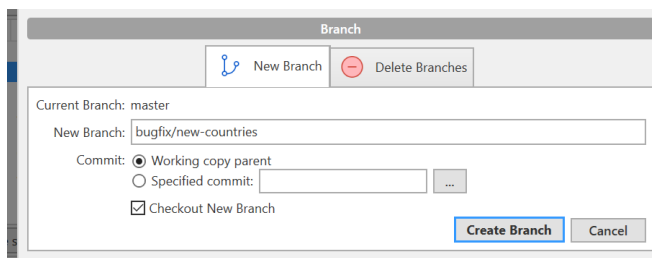 Branch
New Branch
Delete Branches
Current Branch: master
New Branch: bugfix/new-countries
Commit: Working copy parent
Specified commit: ...
Checkout New Branch
Create Branch Cancel